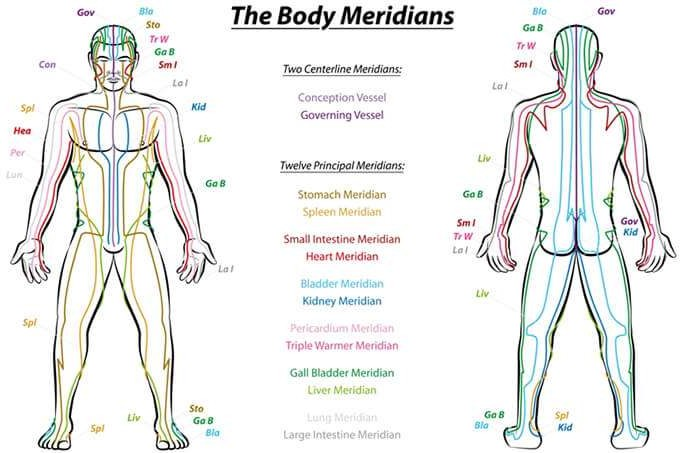 The Body Meridians
Gov
Bla
Sto
Tr W
Ga B
Sm I
Con
La I
Spl
Kid
Hea
Liv
Per
Lun
Ga B
La I
Spl
Liv
Sto
Ga B
Bla
Spl
Two Centerline Meridians:
Conception Vessel
Governing Vessel
Twelve Principal Meridians:
Stomach Meridian
Spleen Meridian
Small Intestine Meridian
Heart Meridian
Bladder Meridian
Kidney Meridian
Pericardium Meridian
Triple Warmer Meridian
Gall Bladder Meridian
Liver Meridian
Lung Meridian
Large Intestine Meridian
Bla
Gov
Ga B
Tr W
Sm I
La I
Liv
Ga B
Sm I
Tr W
La I
Gov
Kid
Liv
Ga B
Bla
Spl
Kid